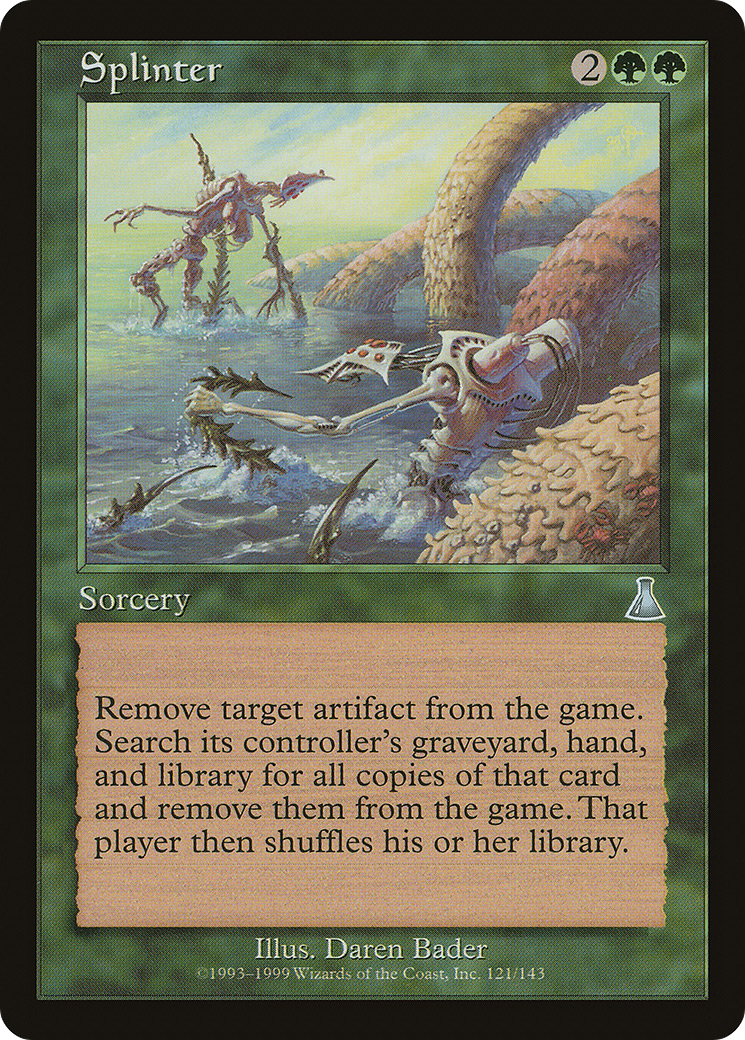 Splinter 2
Sorcery
Remove target artifact from the game.
Search its controller's graveyard, hand,
and library for all copies of that card
and remove them from the game. That
player then shuffles his or her library.
Illus. Daren Bader
©1993–1999 Wizards of the Coast, Inc. 121/143